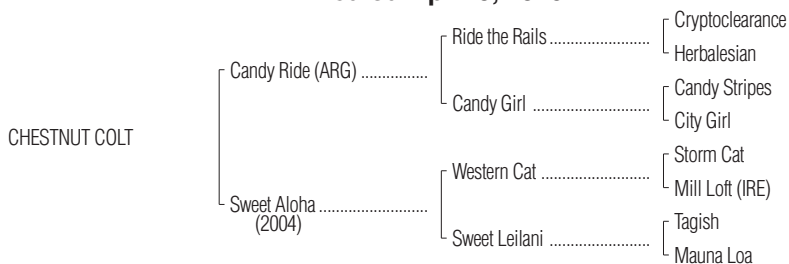 Cryptoclearance
Ride the Rails ..............................
Herbalesian
Candy Ride (ARG) ....................
Candy Stripes
Candy Girl ...................................
City Girl
CHESTNUT COLT
Storm Cat
Western Cat .................................
Mill Loft (IRE)
Sweet Aloha ................................
(2004)
Tagish
Sweet Leilani ..............................
Mauna Loa